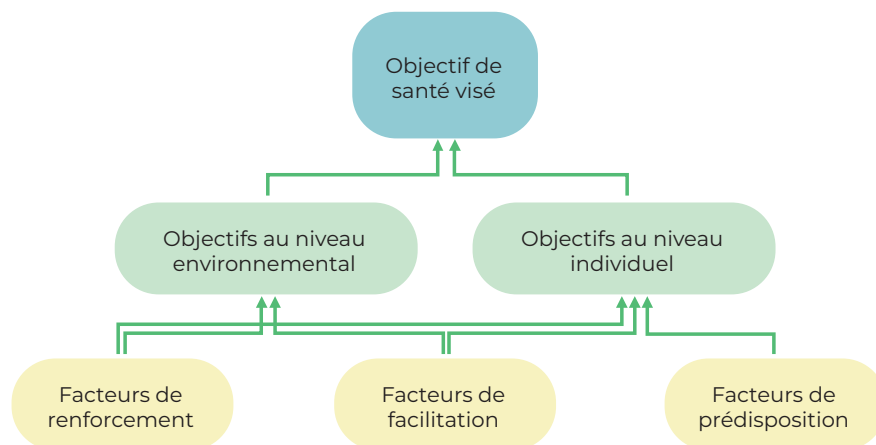 Objectif de
santé visé
Objectifs au niveau
environnemental
Objectifs au niveau
individuel
Facteurs de
renforcement
Facteurs de
facilitation
Facteurs de
prédisposition